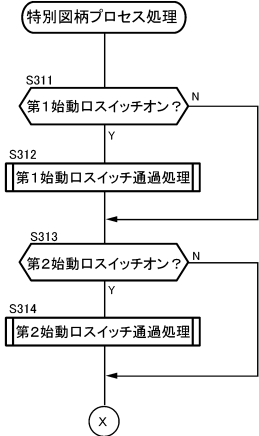 特別図柄プロセス処理
S311
第1始動口スイッチオン？
N
Y
S312
第1始動口スイッチ通過処理
S313
第2始動口スイッチオン？
N
Y
S314
第2始動口スイッチ通過処理
X